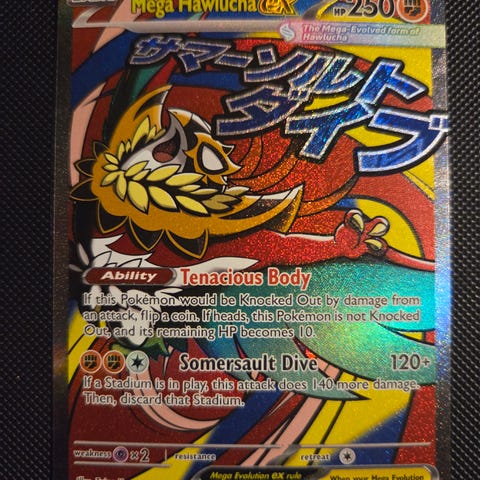 Mega Hawlucha ex HP 250
The Mega-Evolved form of
Hawlucha
サマーソルト
ダイブ
Ability Tenacious Body
If this Pokémon would be Knocked Out by damage from
an attack, flip a coin. If heads, this Pokémon is not Knocked
Out, and its remaining HP becomes 10.
Somersault Dive 120+
If a Stadium is in play, this attack does 140 more damage.
Then, discard that Stadium.
weakness ×2 resistance retreat
Mega Evolution ex rule When your Mega Evolution